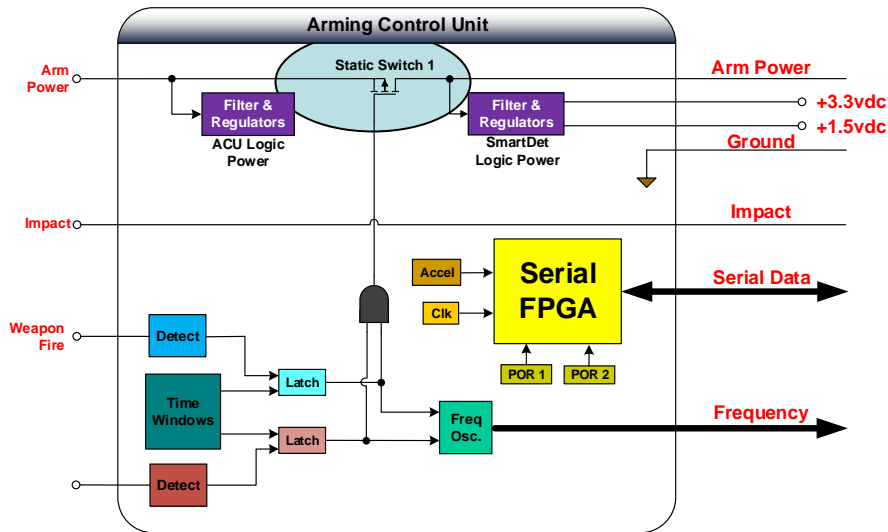 Arming Control Unit
Arm
Power
Static Switch 1
Arm Power
Filter &
Regulators
ACU Logic
Power
Filter &
Regulators
SmartDet
Logic Power
+3.3vdc
+1.5vdc
Ground
Impact
Impact
Accel
Clk
Serial
FPGA
Serial Data
POR 1
POR 2
Weapon
Fire
Detect
Latch
Time
Windows
Latch
Freq
Osc.
Frequency
Detect